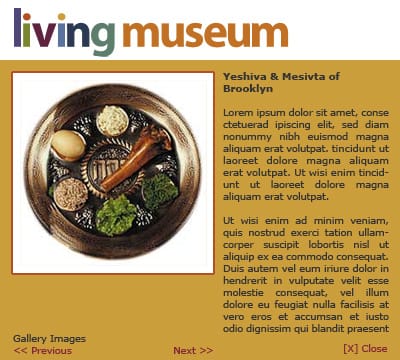 living museum
Yeshiva & Mesivta of
Brooklyn
Lorem ipsum dolor sit amet, conse
ctetuerad ipiscing elit, sed diam
nonummy nibh euismod magna
aliquam erat volutpat. tincidunt ut
laoreet dolore magna aliquam
erat volutpat. Ut wisi enim tincid-
unt ut laoreet dolore magna
aliquam erat volutpat.
Ut wisi enim ad minim veniam,
quis nostrud exerci tation ullam-
corper suscipit lobortis nisl ut
aliquip ex ea commodo consequat.
Duis autem vel eum iriure dolor in
hendrerit in vulputate velit esse
molestie consequat, vel illum
dolore eu feugiat nulla facilisis at
vero eros et accumsan et iusto
odio dignissim qui blandit praesent
Gallery Images
<< Previous
Next >>
[X] Close